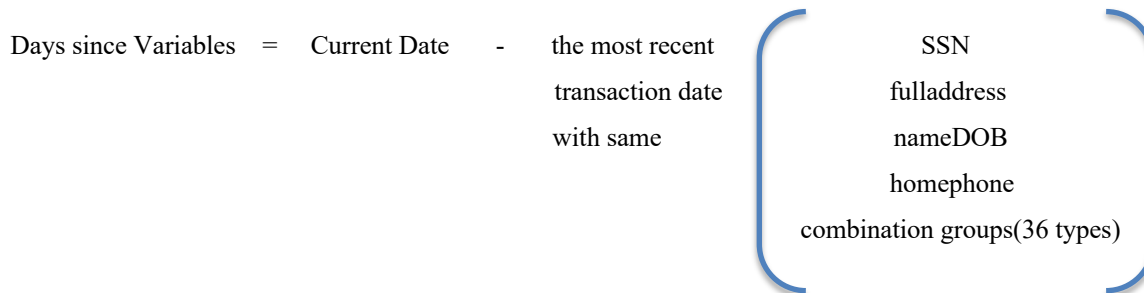 Days since Variables = Current Date - the most recent SSN
transaction date fulladdress
with same nameDOB
homephone
combination groups(36 types)